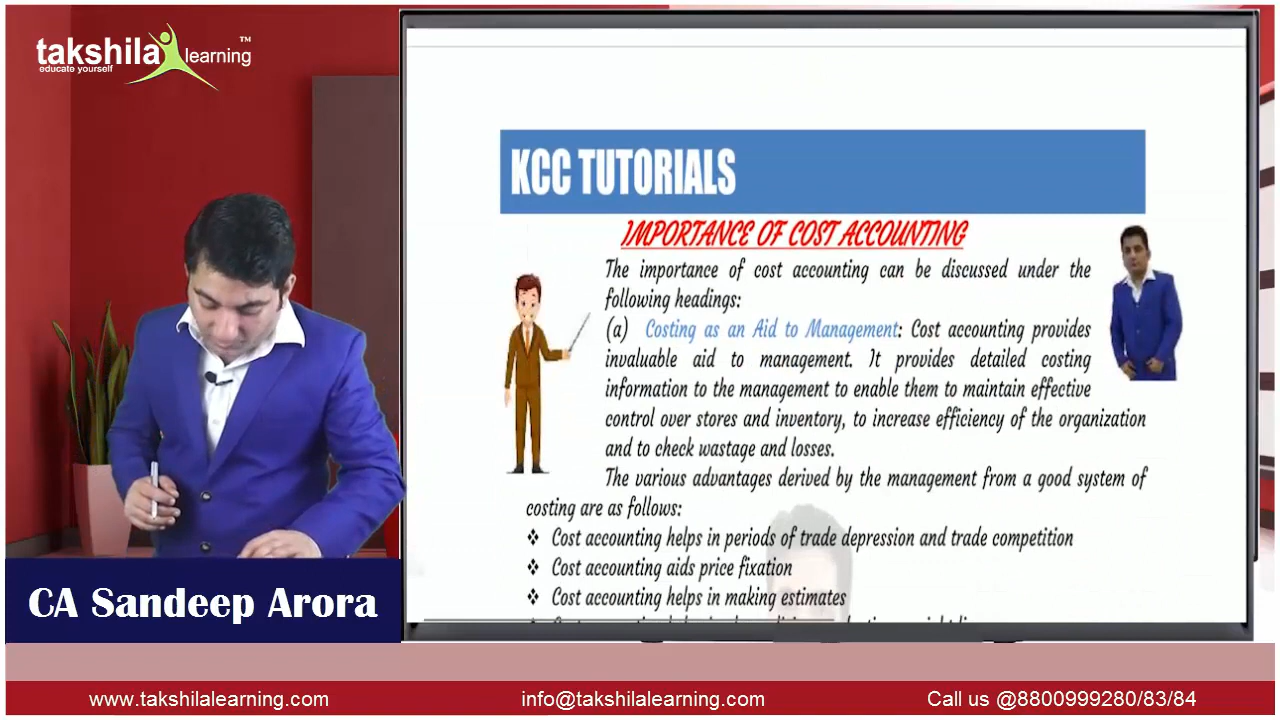 takshila learning™
educate yourself
KCC TUTORIALS
IMPORTANCE OF COST ACCOUNTING
The importance of cost accounting can be discussed under the
following headings:
(a) Costing as an Aid to Management: Cost accounting provides
invaluable aid to management. It provides detailed costing
information to the management to enable them to maintain effective
control over stores and inventory, to increase efficiency of the organization
and to check wastage and losses.
The various advantages derived by the management from a good system of
costing are as follows:
❖ Cost accounting helps in periods of trade depression and trade competition
❖ Cost accounting aids price fixation
❖ Cost accounting helps in making estimates
CA Sandeep Arora
www.takshilalearning.com
info@takshilalearning.com
Call us @8800999280/83/84